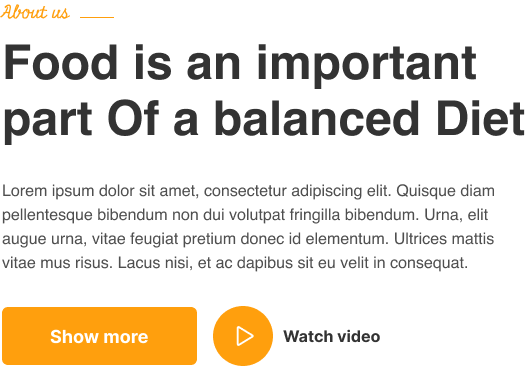 About us
Food is an important
part Of a balanced Diet
Lorem ipsum dolor sit amet, consectetur adipiscing elit. Quisque diam
pellentesque bibendum non dui volutpat fringilla bibendum. Urna, elit
augue urna, vitae feugiat pretium donec id elementum. Ultrices mattis
vitae mus risus. Lacus nisi, et ac dapibus sit eu velit in consequat.
Show more
Watch video